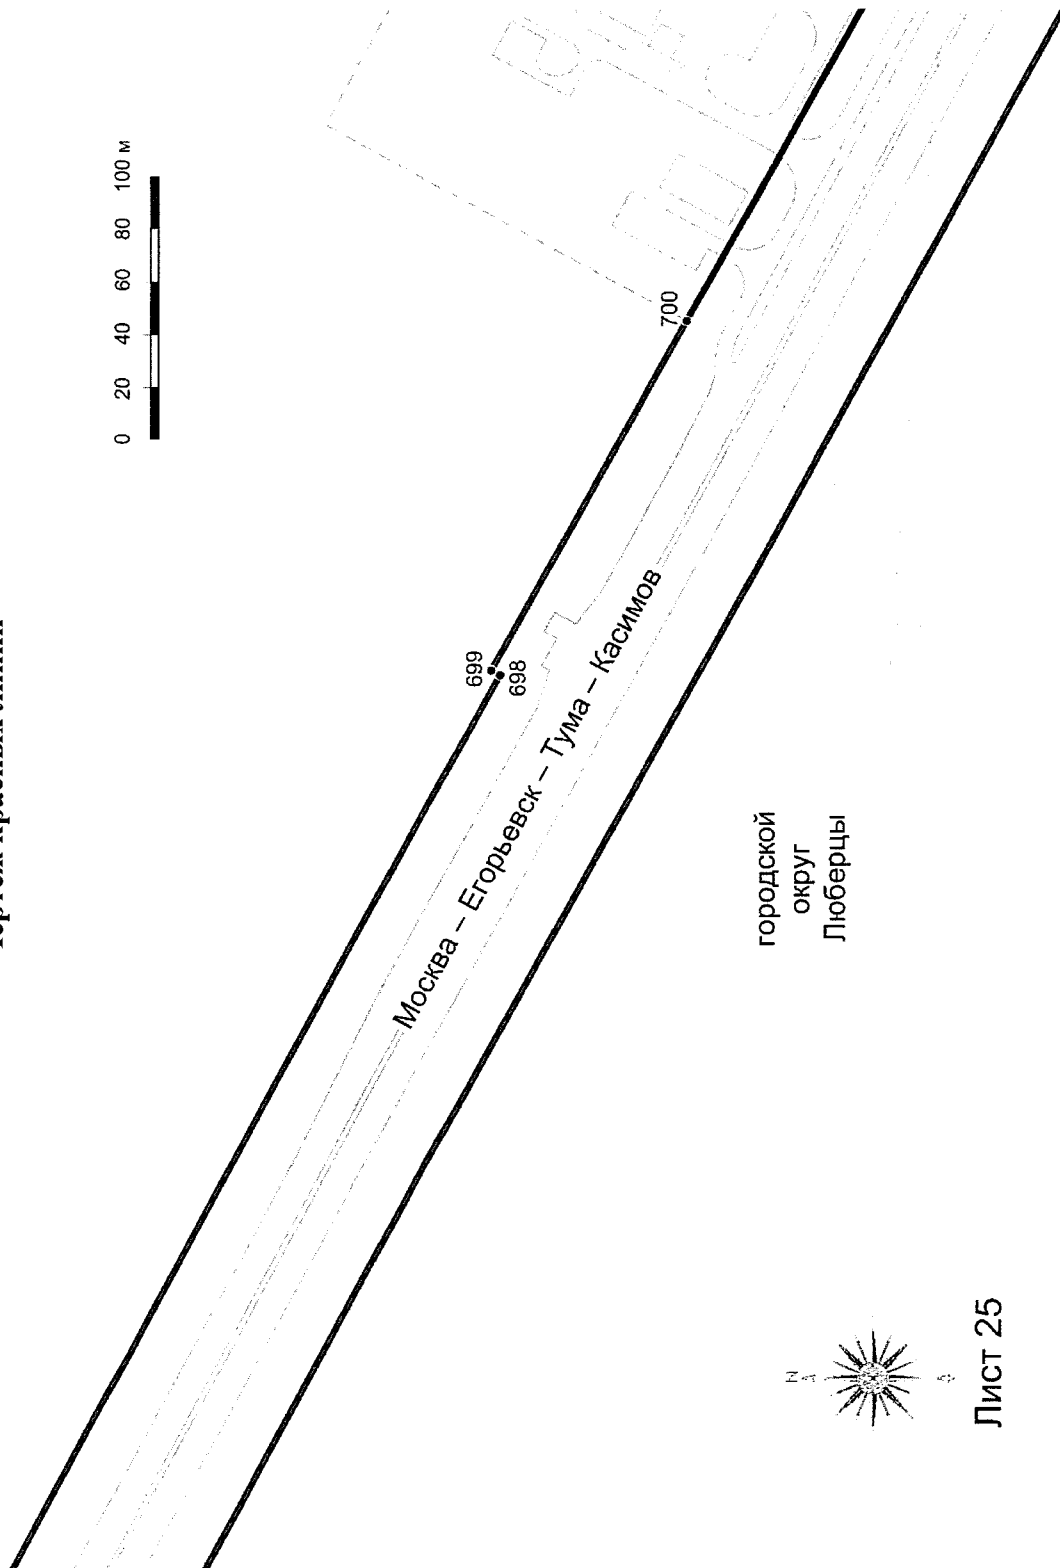 0 20 40 60 80 100 м
699
698
700
Москва – Егорьевск – Тума – Касимов
городской
округ
Люберцы
N
Лист 25